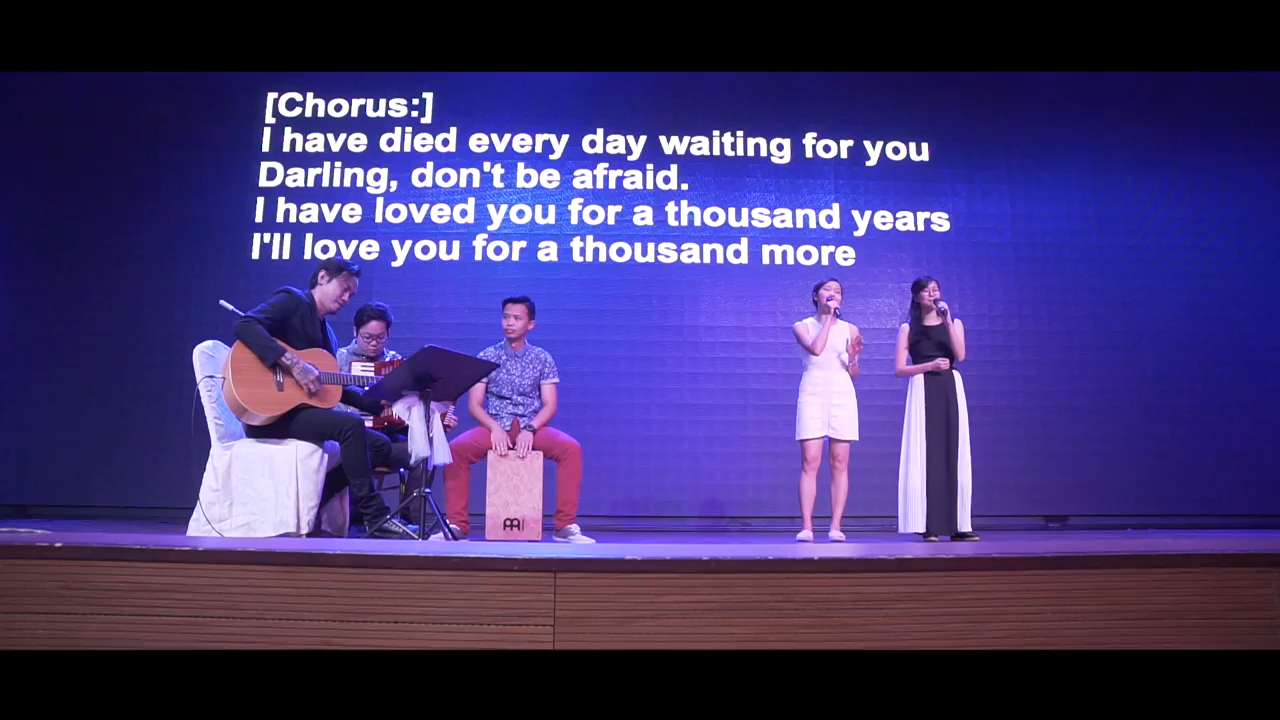 [Chorus:]
I have died every day waiting for you
Darling, don't be afraid.
I have loved you for a thousand years
I'll love you for a thousand more